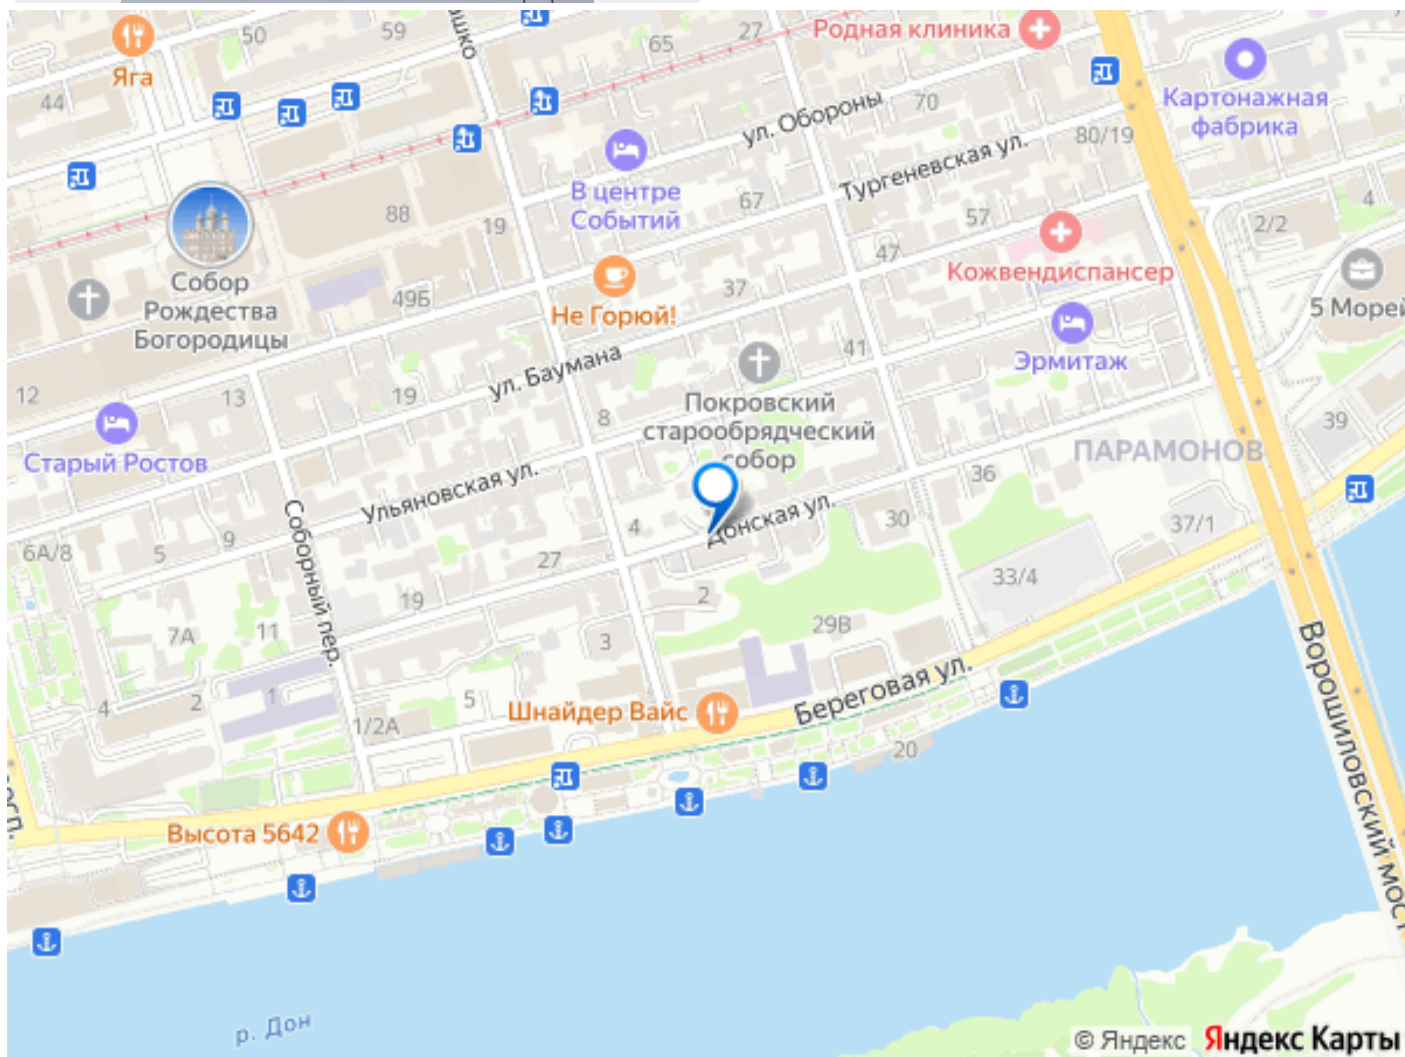 50
59
65
27
Родная клиника
Яга
44
Картонажная
фабрика
ул. Обороны
70
80/19
Тургеневская ул.
В центре
Событий
67
88
19
57
4
2/2
47
Кожвендиспансер
Собор
Рождества
Богородицы
49Б
37
Не Горюй!
5 Морей
41
Эрмитаж
ул. Баумана
12
13
19
8
Покровский
старообрядческий
собор
39
ПАРАМОНОВ
Старый Ростов
Ульяновская ул.
36
Соборный пер.
4
Донская ул.
30
37/1
6А/8
5
9
27
33/4
19
2
7А
11
29В
3
Ворошиловский мост
Береговая ул.
4
2
1
5
Шнайдер Вайс
1/2А
20
Высота 5642
р. Дон
© Яндекс Яндекс Карты